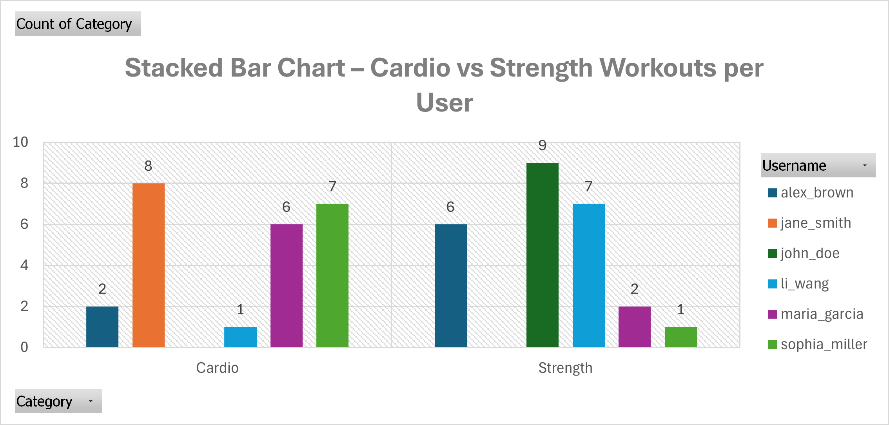 Count of Category
Stacked Bar Chart – Cardio vs Strength Workouts per
User
10
8
6
4
2
0
2
8
1
6
7
6
9
7
2
1
Cardio
Strength
Username
alex_brown
jane_smith
john_doe
li_wang
maria_garcia
sophia_miller
Category